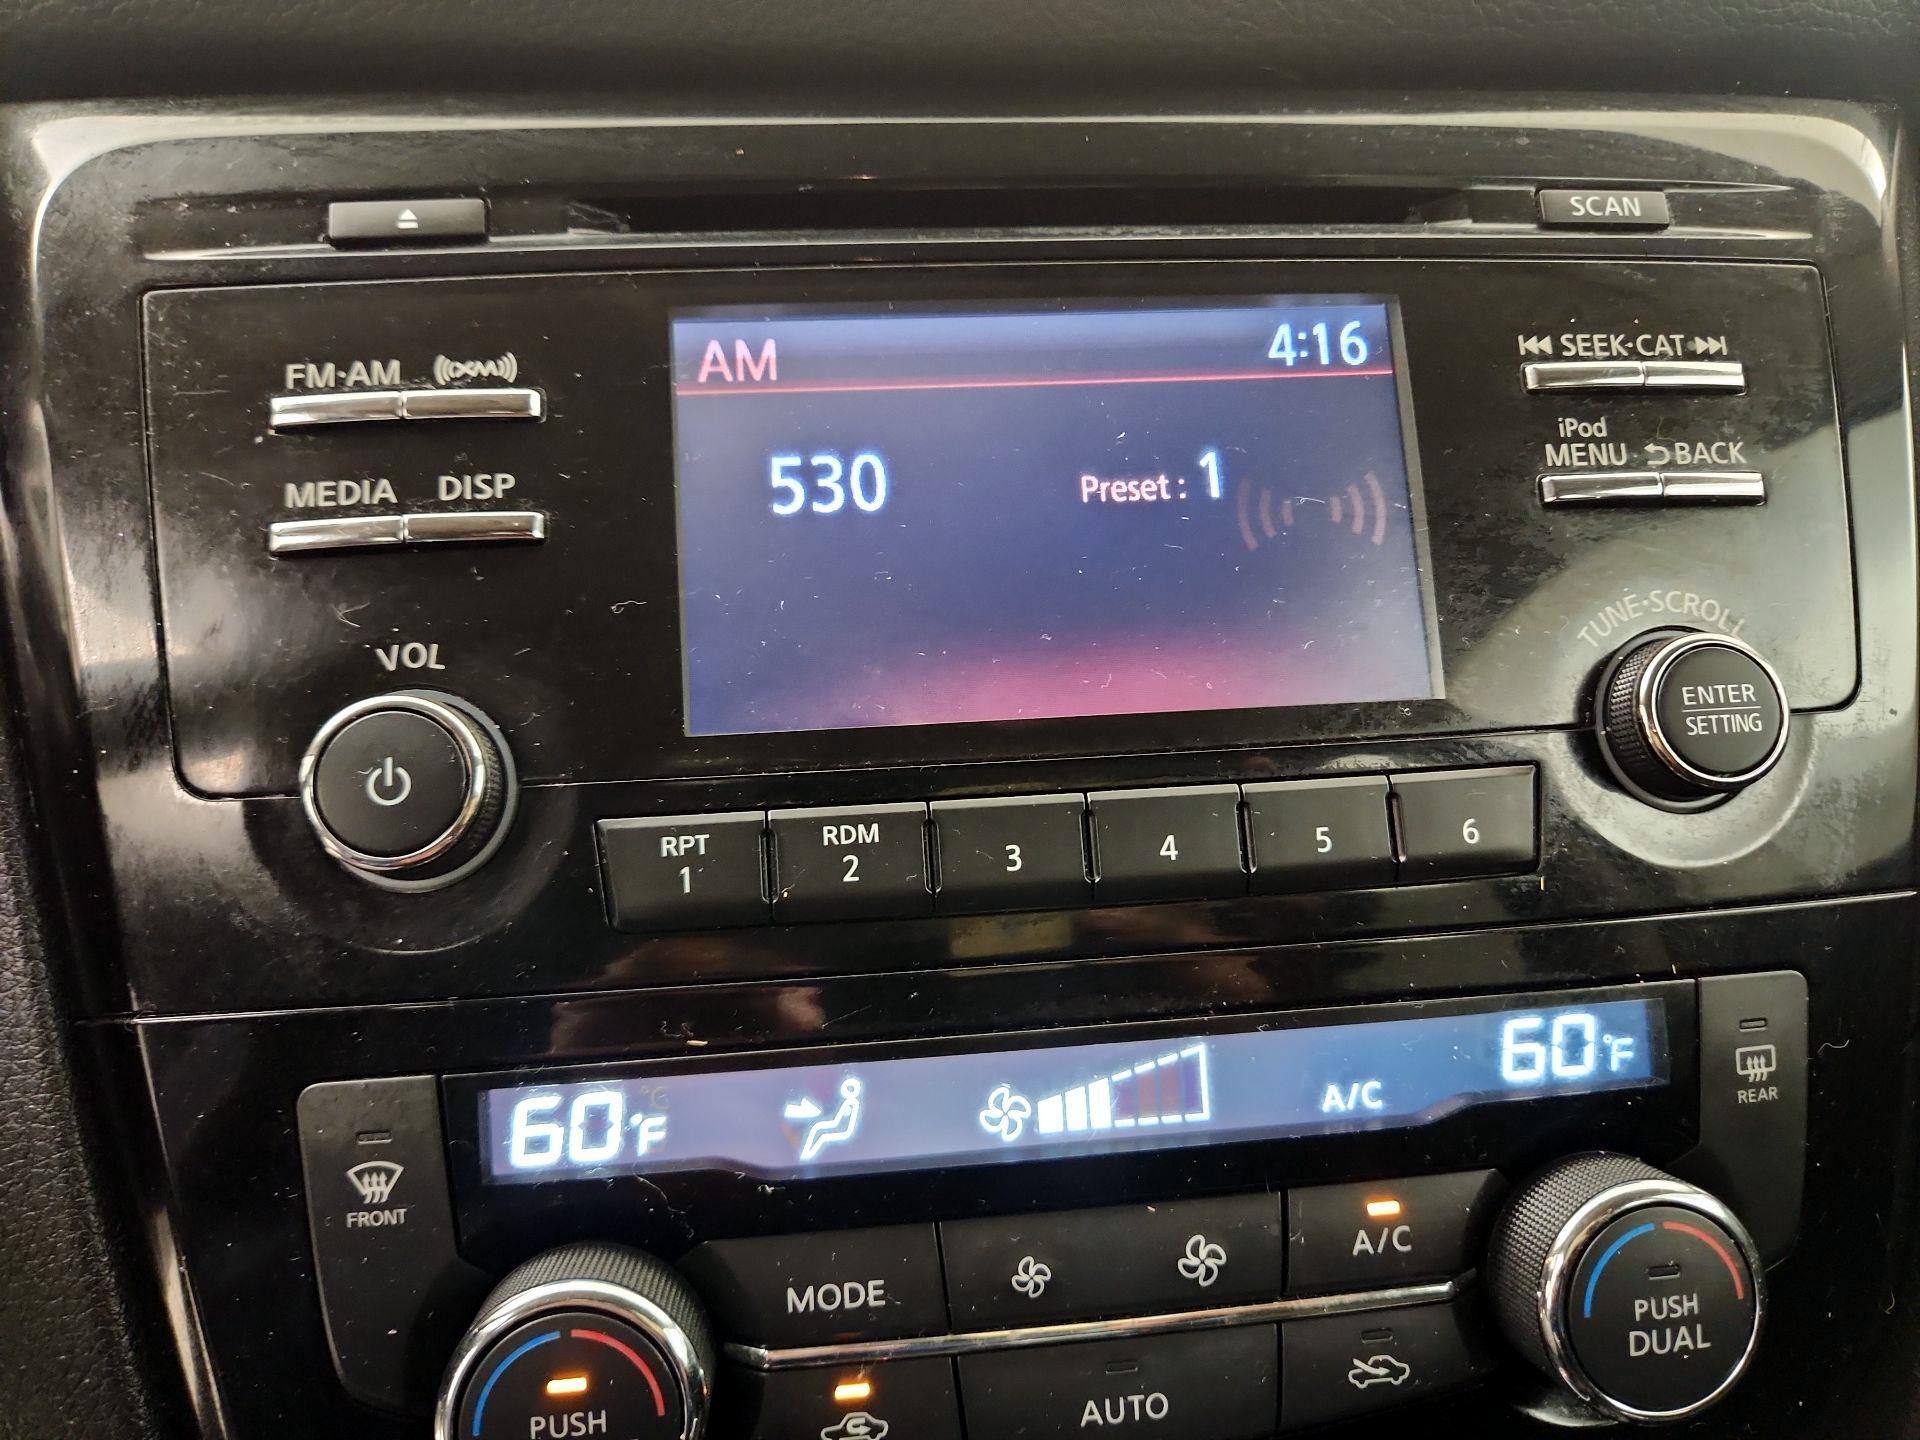 SCAN
FM·AM XM
AM 4:16
SEEK·CAT
530 Preset : 1
iPod
MENU BACK
MEDIA DISP
TUNE·SCROLL
VOL
ENTER
SETTING
RPT
1
RDM
2
3
4
5
6
60°F A/C 60°F
FRONT
REAR
MODE
A/C
PUSH
DUAL
AUTO
PUSH